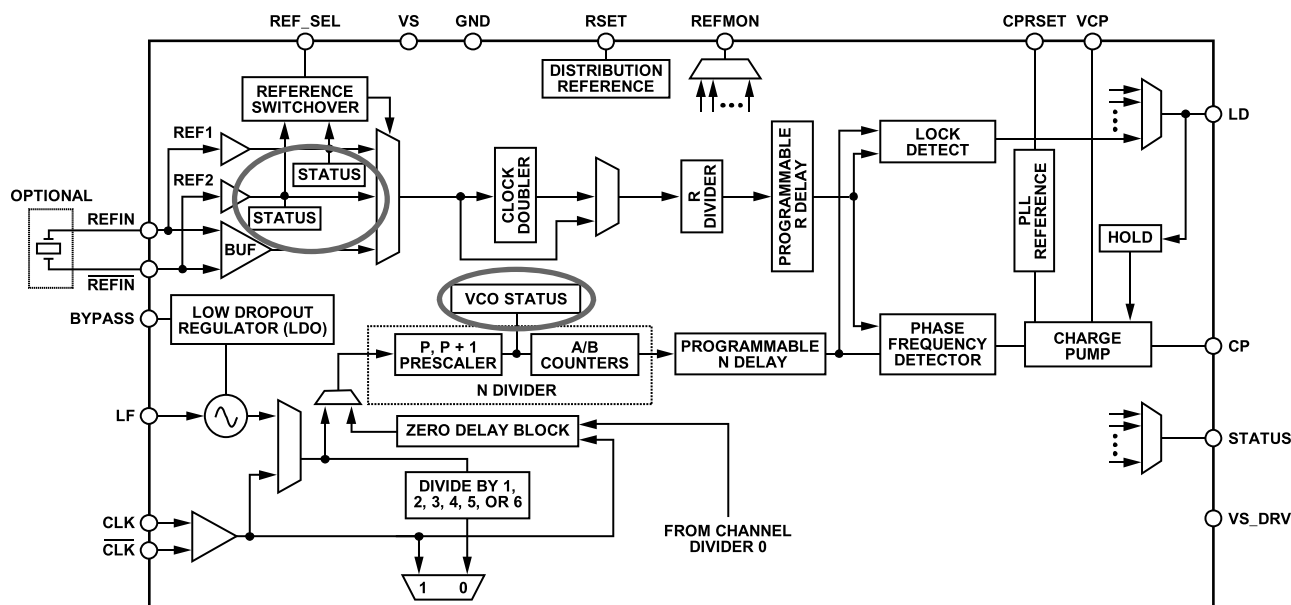 REF_SEL
VS
GND
RSET
REFMON
CPRSET
VCP
REFERENCE
SWITCHOVER
DISTRIBUTION
REFERENCE
REF1
REF2
STATUS
STATUS
BUF
OPTIONAL
REFIN
REFIN
CLOCK
DOUBLER
R
DIVIDER
PROGRAMMABLE
R DELAY
LOCK
DETECT
LD
PLL
REFERENCE
HOLD
BYPASS
LOW DROPOUT
REGULATOR (LDO)
VCO STATUS
P, P + 1
PRESCALER
A/B
COUNTERS
N DIVIDER
PROGRAMMABLE
N DELAY
PHASE
FREQUENCY
DETECTOR
CHARGE
PUMP
CP
LF
ZERO DELAY BLOCK
STATUS
DIVIDE BY 1,
2, 3, 4, 5, OR 6
CLK
CLK
FROM CHANNEL
DIVIDER 0
VS_DRV
1 0